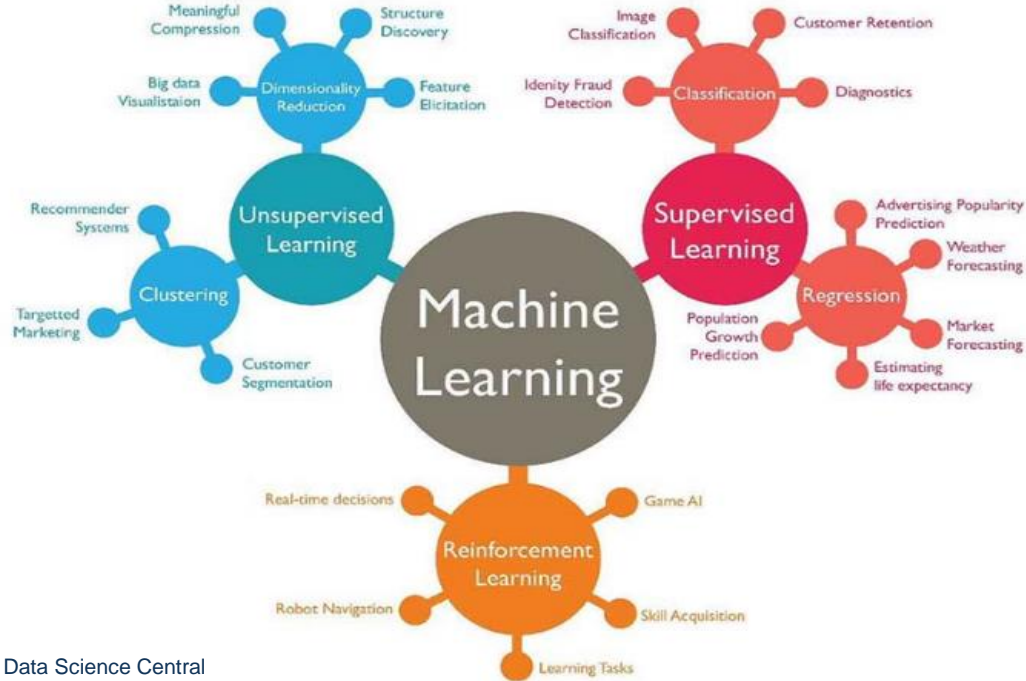 Meaningful
Compression
Structure
Discovery
Big data
Visualistaion
Dimensionality
Reduction
Feature
Elicitation
Image
Classification
Customer Retention
Idenity Fraud
Detection
Classification
Diagnostics
Recommender
Systems
Unsupervised
Learning
Supervised
Learning
Advertising Popularity
Prediction
Weather
Forecasting
Clustering
Regression
Targetted
Marketing
Customer
Segmentation
Machine
Learning
Population
Growth
Prediction
Market
Forecasting
Estimating
life expectancy
Real-time decisions
Game AI
Reinforcement
Learning
Robot Navigation
Skill Acquisition
Learning Tasks
Data Science Central